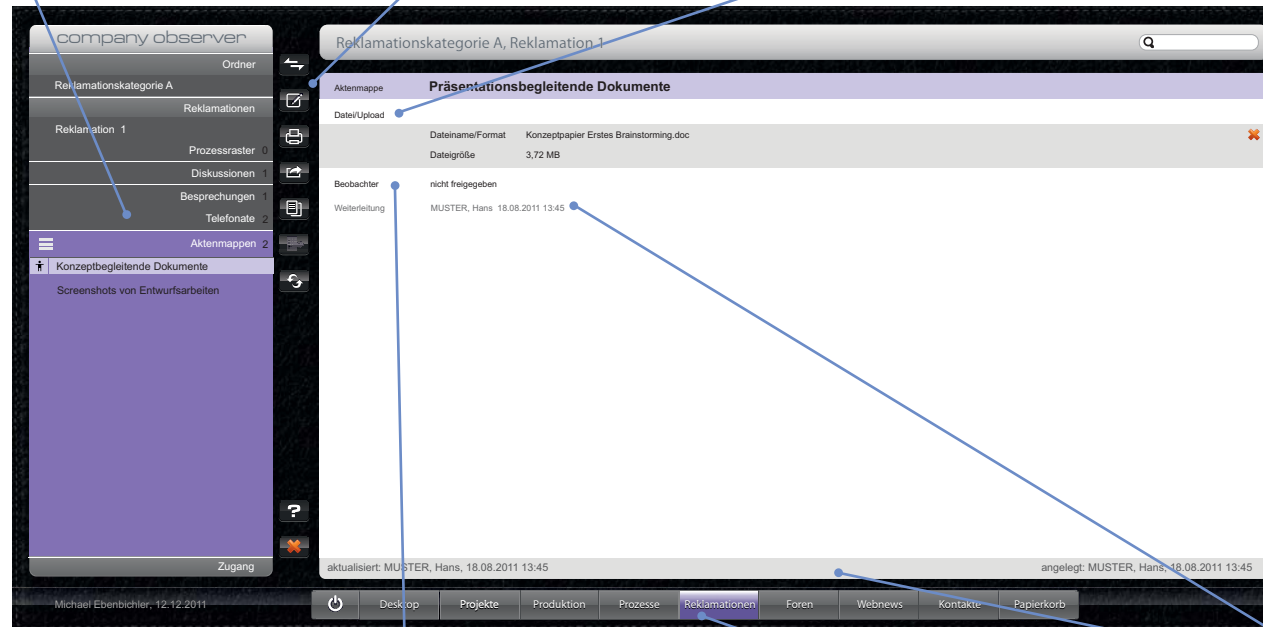 company observer
Ordner
Reklamationskategorie A
Reklamationen
Reklamation 1
Prozessraster 0
Diskussionen 1
Besprechungen 1
Telefonate 2
Aktenmappen 2
Konzeptbegleitende Dokumente
Screenshots von Entwurfsarbeiten
Zugang
Michael Ebenbichler, 12.12.2011
?
Reklamationskategorie A, Reklamation 1
Aktenmappe Präsentationsbegleitende Dokumente
Datei/Upload
Dateiname/Format Konzeptpapier Erstes Brainstorming.doc
Dateigröße 3,72 MB
Beobachter nicht freigegeben
Weiterleitung MUSTER, Hans 18.08.2011 13:45
aktualisiert: MUSTER, Hans, 18.08.2011 13:45 angelegt: MUSTER, Hans, 18.08.2011 13:45
Desktop Projekte Produktion Prozesse Reklamationen Foren Webnews Kontakte Papierkorb